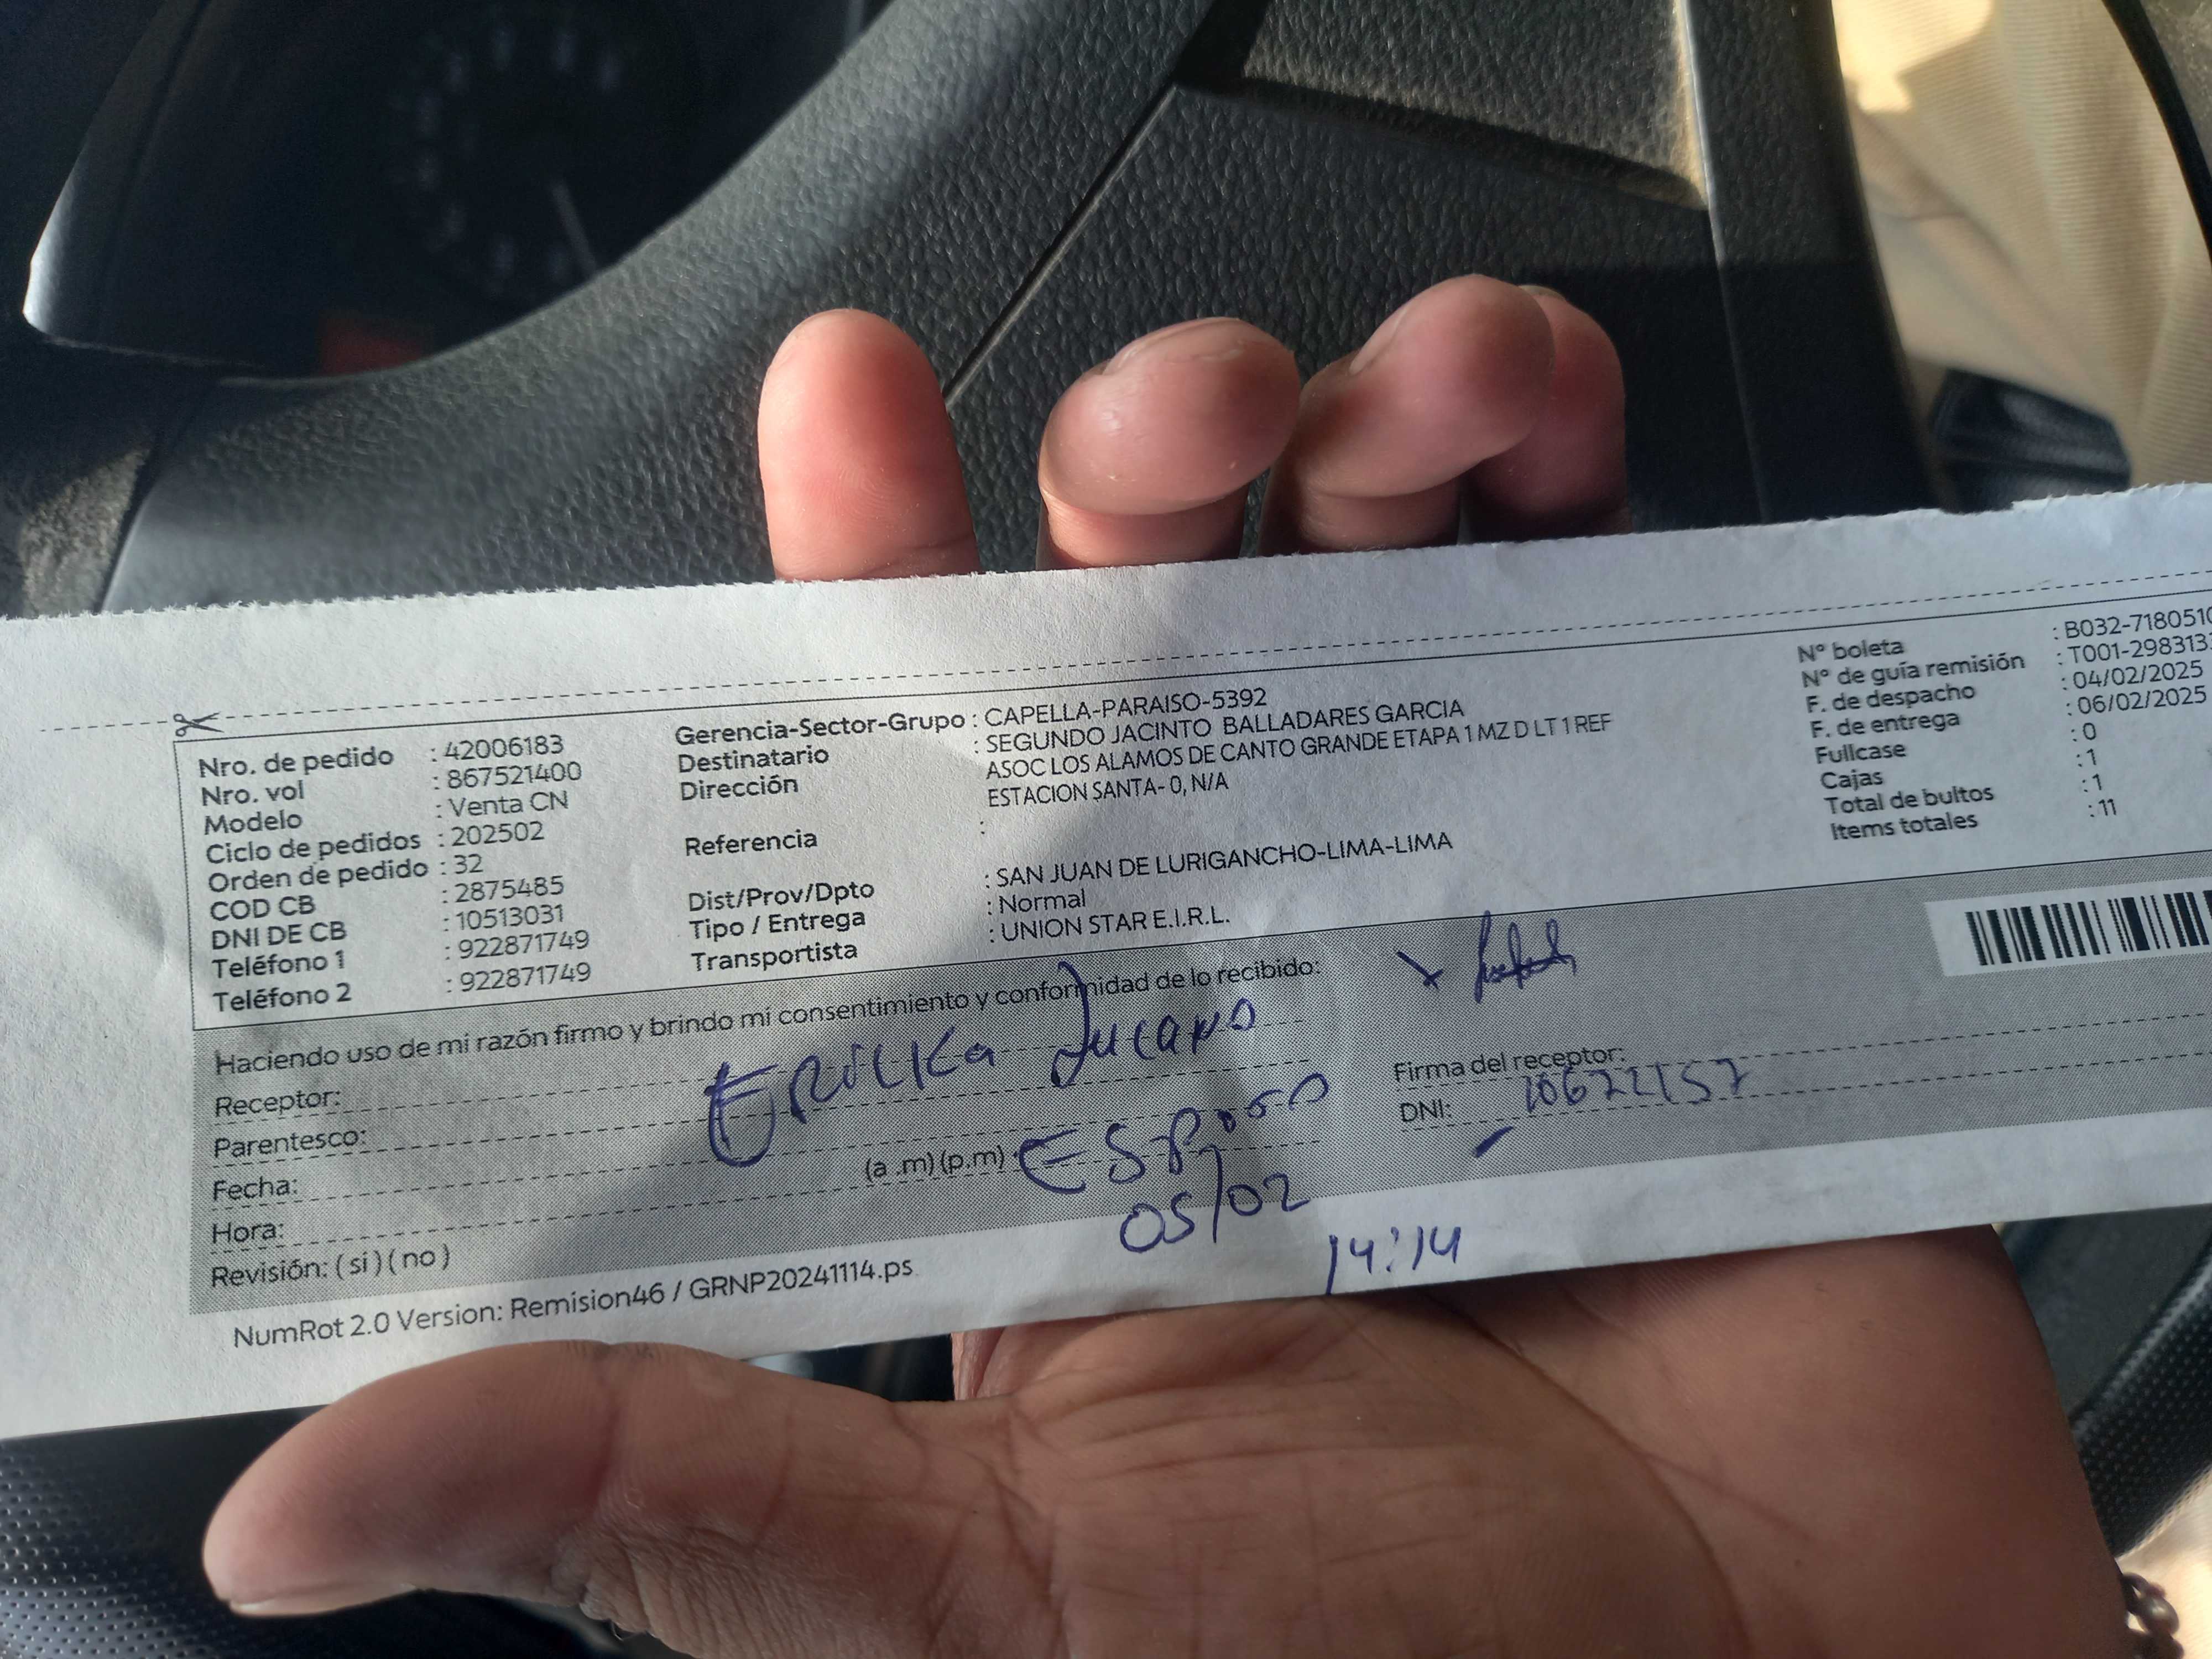 Nro. de pedido : 42006183
Nro. vol : 867521400
Modelo : Venta CN
Ciclo de pedidos : 202502
Orden de pedido : 32
COD CB : 2875485
DNI DE CB : 10513031
Teléfono 1 : 922871749
Teléfono 2 : 922871749
Gerencia-Sector-Grupo : CAPELLA-PARAISO-5392
Destinatario : SEGUNDO JACINTO BALLADARES GARCIA
Dirección ASOC LOS ALAMOS DE CANTO GRANDE ETAPA 1 MZ D LT 1 REF
ESTACION SANTA- 0, N/A
Referencia :
Dist/Prov/Dpto : SAN JUAN DE LURIGANCHO-LIMA-LIMA
Tipo / Entrega : Normal
Transportista : UNION STAR E.I.R.L.
N° boleta : B032-718051
N° de guía remisión : T001-298313
F. de despacho : 04/02/2025
F. de entrega : 06/02/2025
Fullcase : 0
Cajas : 1
Total de bultos : 1
Items totales : 11
Haciendo uso de mi razón firmo y brindo mi consentimiento y conformidad de lo recibido:
Receptor:
Parentesco:
Fecha: (a .m) (p.m)
Hora:
Revisión: ( si ) ( no )
ERICKA
ESPOSO
05/02
14:14
Firma del receptor:
DNI: 10672157
NumRot 2.0 Version: Remision46 / GRNP20241114.ps